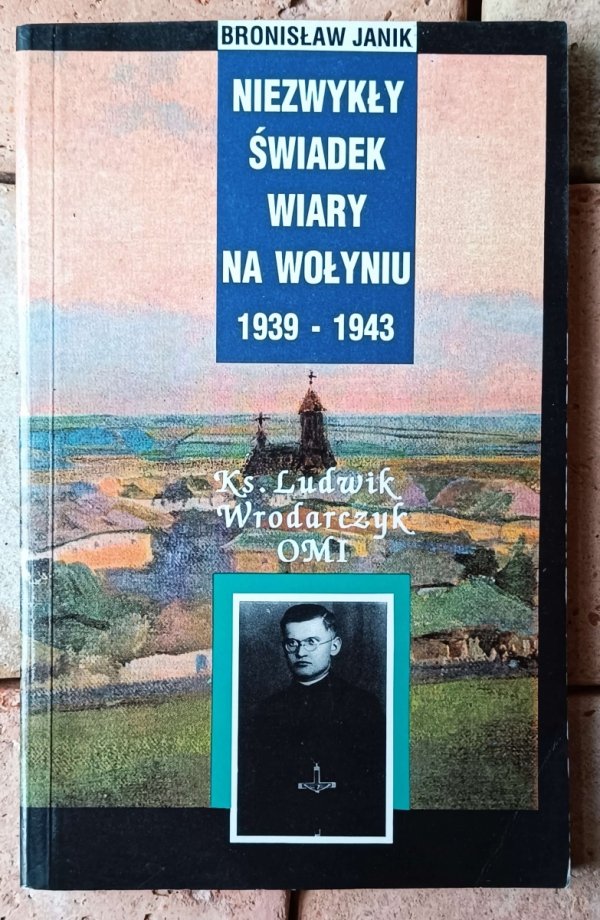 BRONISŁAW JANIK
NIEZWYKŁY
ŚWIADEK
WIARY
NA WOŁYNIU
1939 - 1943
Ks. Ludwik
Wrodarczyk
OMI